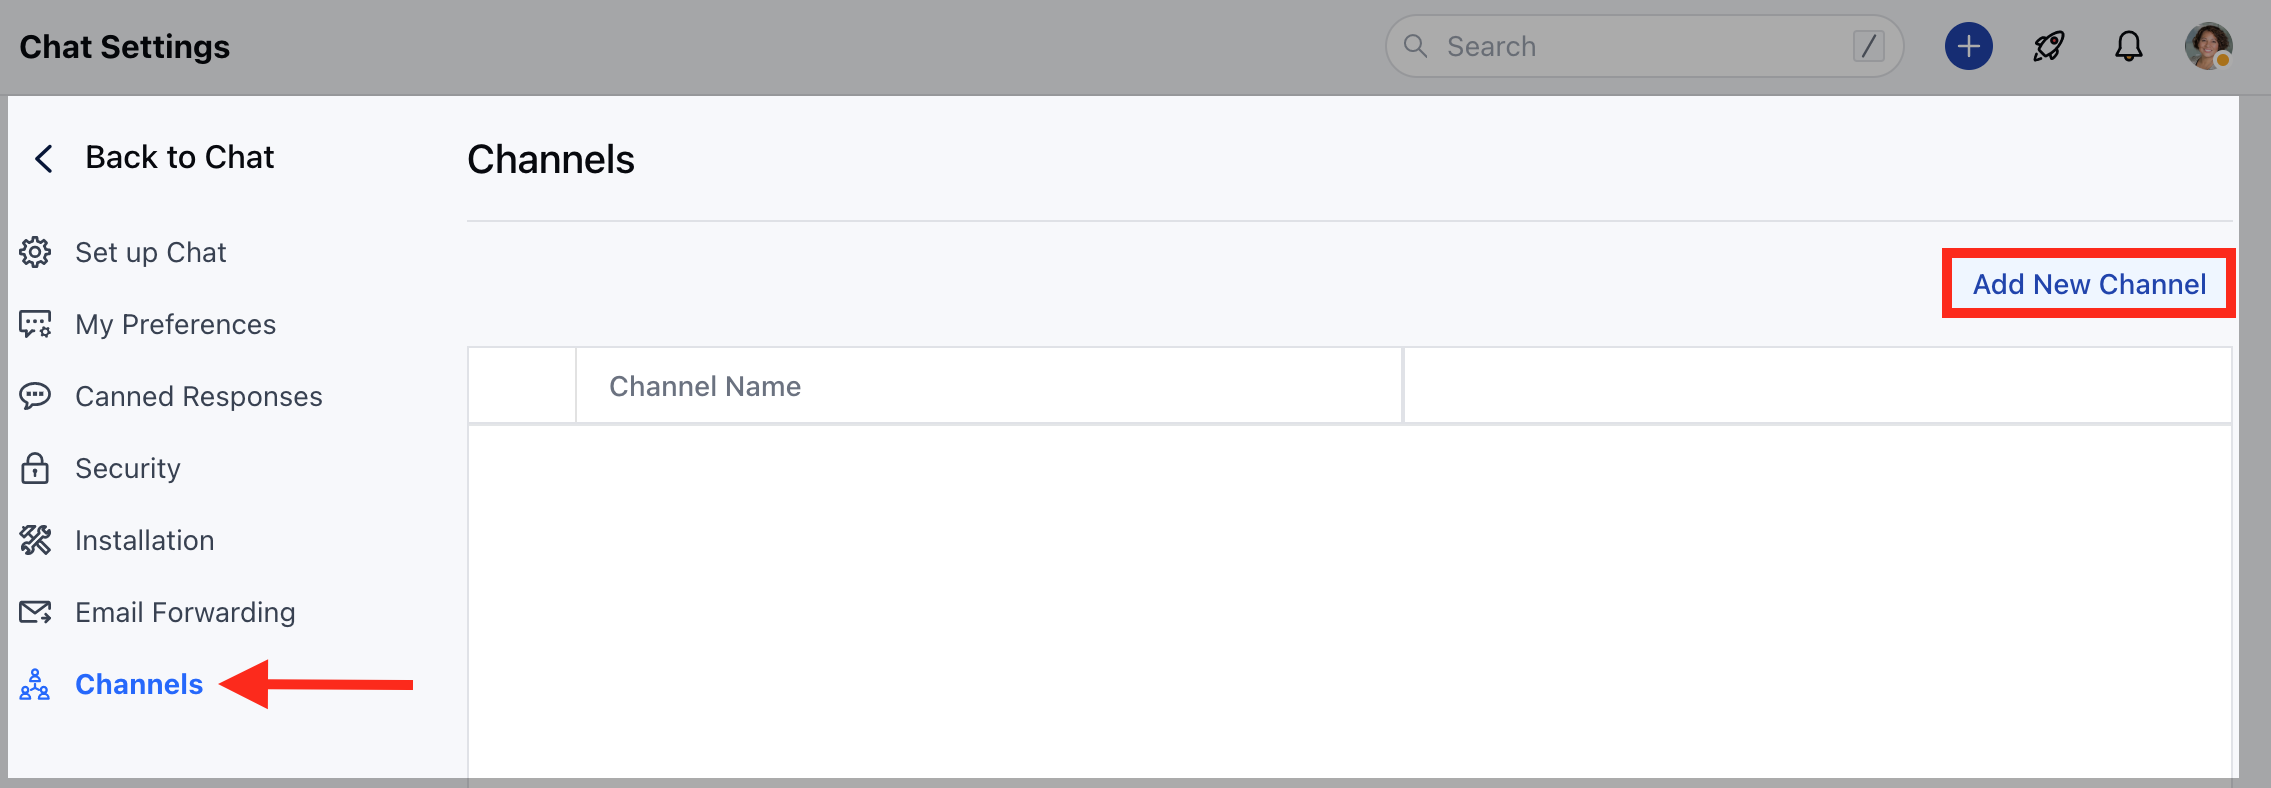 Chat Settings
Search /
Back to Chat
Set up Chat
My Preferences
Canned Responses
Security
Installation
Email Forwarding
Channels
Channels
Add New Channel
Channel Name